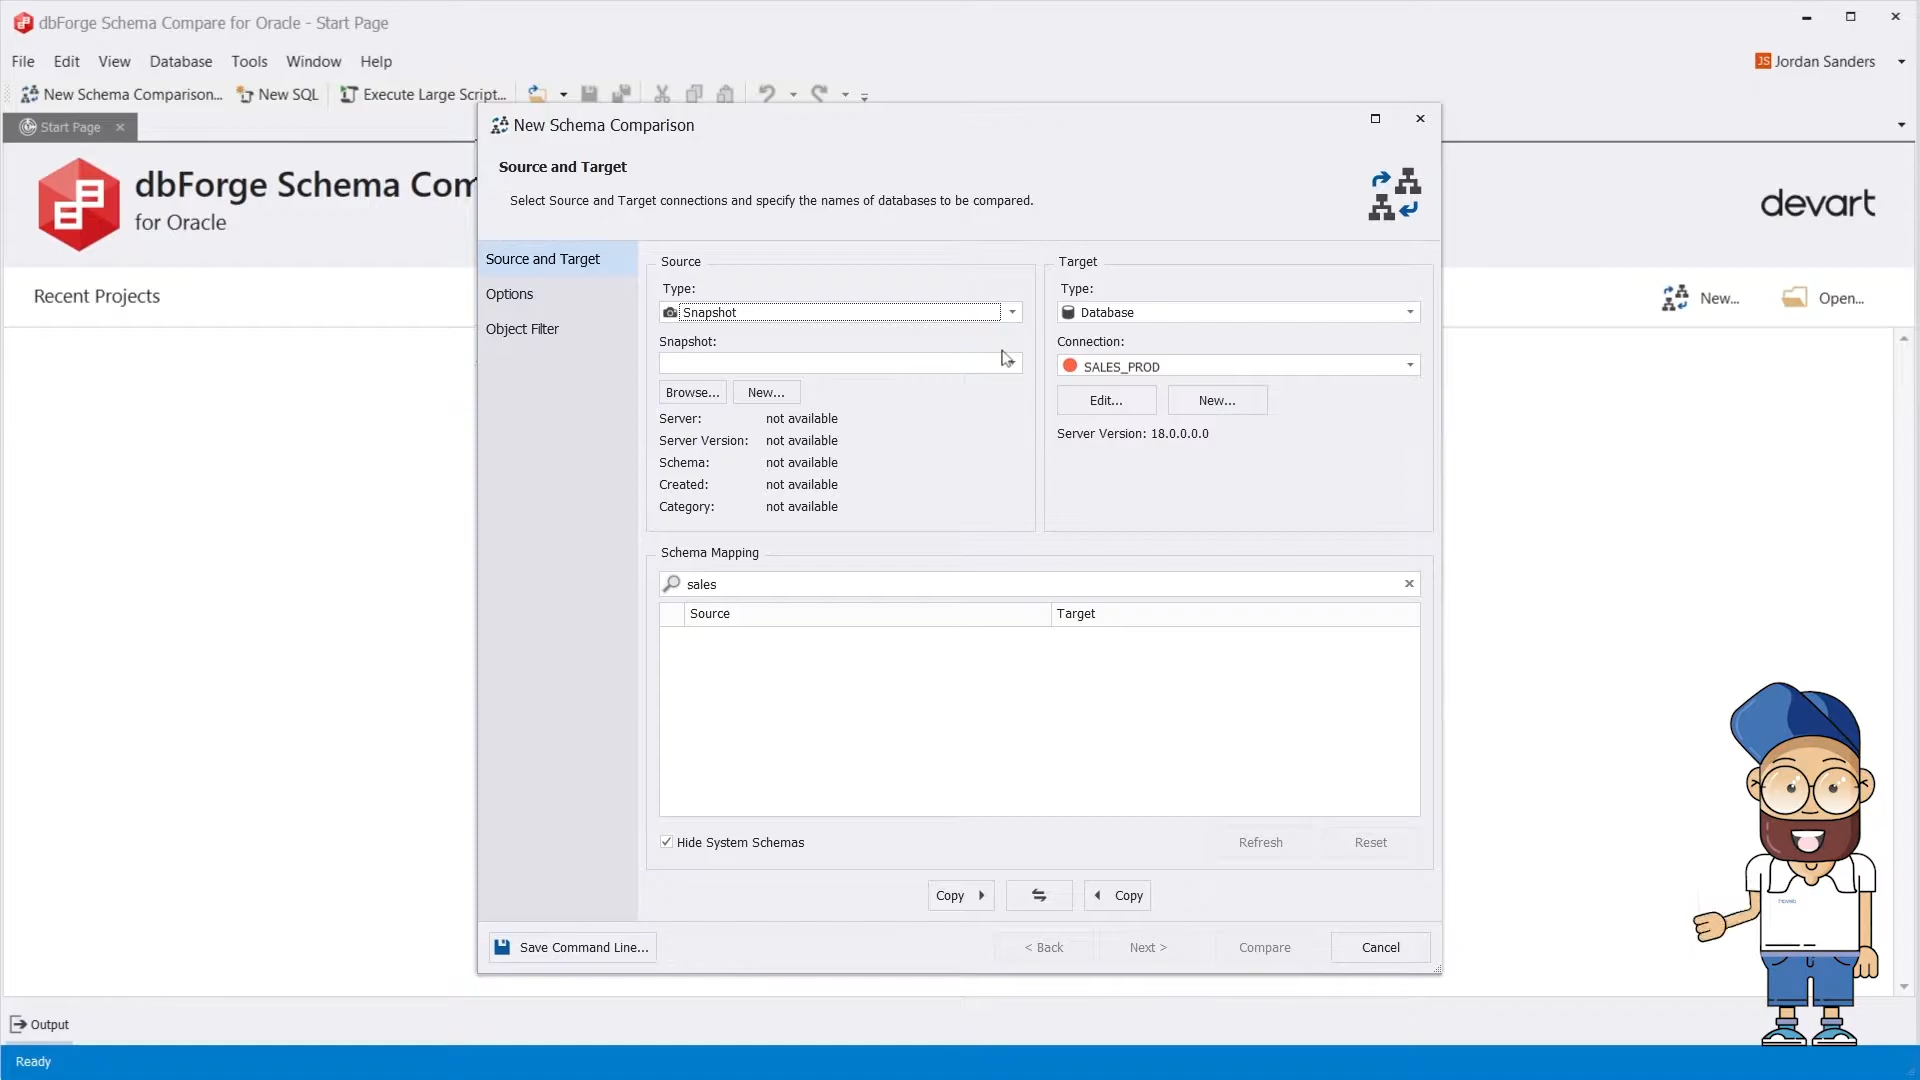 dbForge Schema Compare for Oracle - Start Page
File Edit View Database Tools Window Help
JS Jordan Sanders
New Schema Comparison... New SQL Execute Large Script...
Start Page
dbForge Schema Com
for Oracle
devart
Recent Projects
New... Open...
New Schema Comparison
Source and Target
Select Source and Target connections and specify the names of databases to be compared.
Source and Target
Options
Object Filter
Source
Type:
Snapshot
Snapshot:
Browse... New...
Server: not available
Server Version: not available
Schema: not available
Created: not available
Category: not available
Target
Type:
Database
Connection:
SALES_PROD
Edit... New...
Server Version: 18.0.0.0.0
Schema Mapping
sales
Source Target
Hide System Schemas Refresh Reset
Copy Copy
Save Command Line... < Back Next > Compare Cancel
Output
Ready